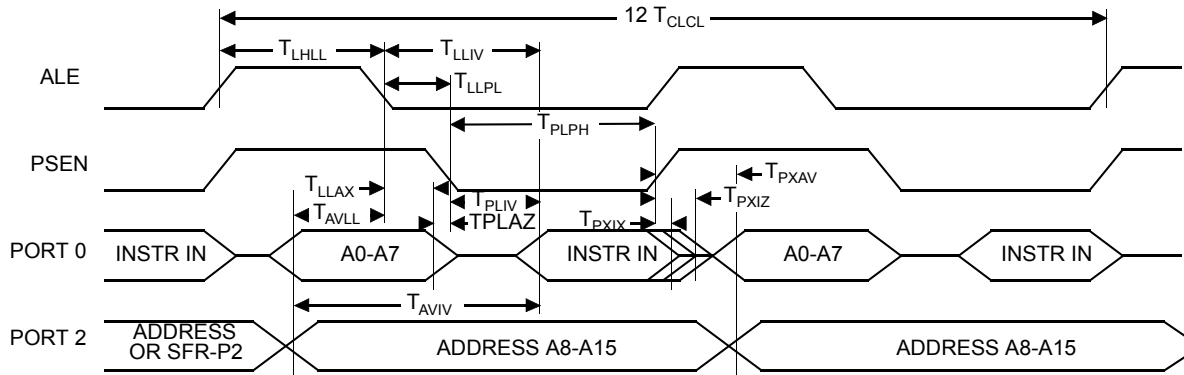 12 TCLCL
TLHLL TLLIV
ALE
TLLPL
TPLPH
PSEN
TLLAX
TPXAV
TPLIV
TPXIZ
TAVLL
TPLAZ
TPXIX
PORT 0 INSTR IN A0-A7 INSTR IN A0-A7 INSTR IN
TAVIV
PORT 2 ADDRESS
OR SFR-P2 ADDRESS A8-A15 ADDRESS A8-A15